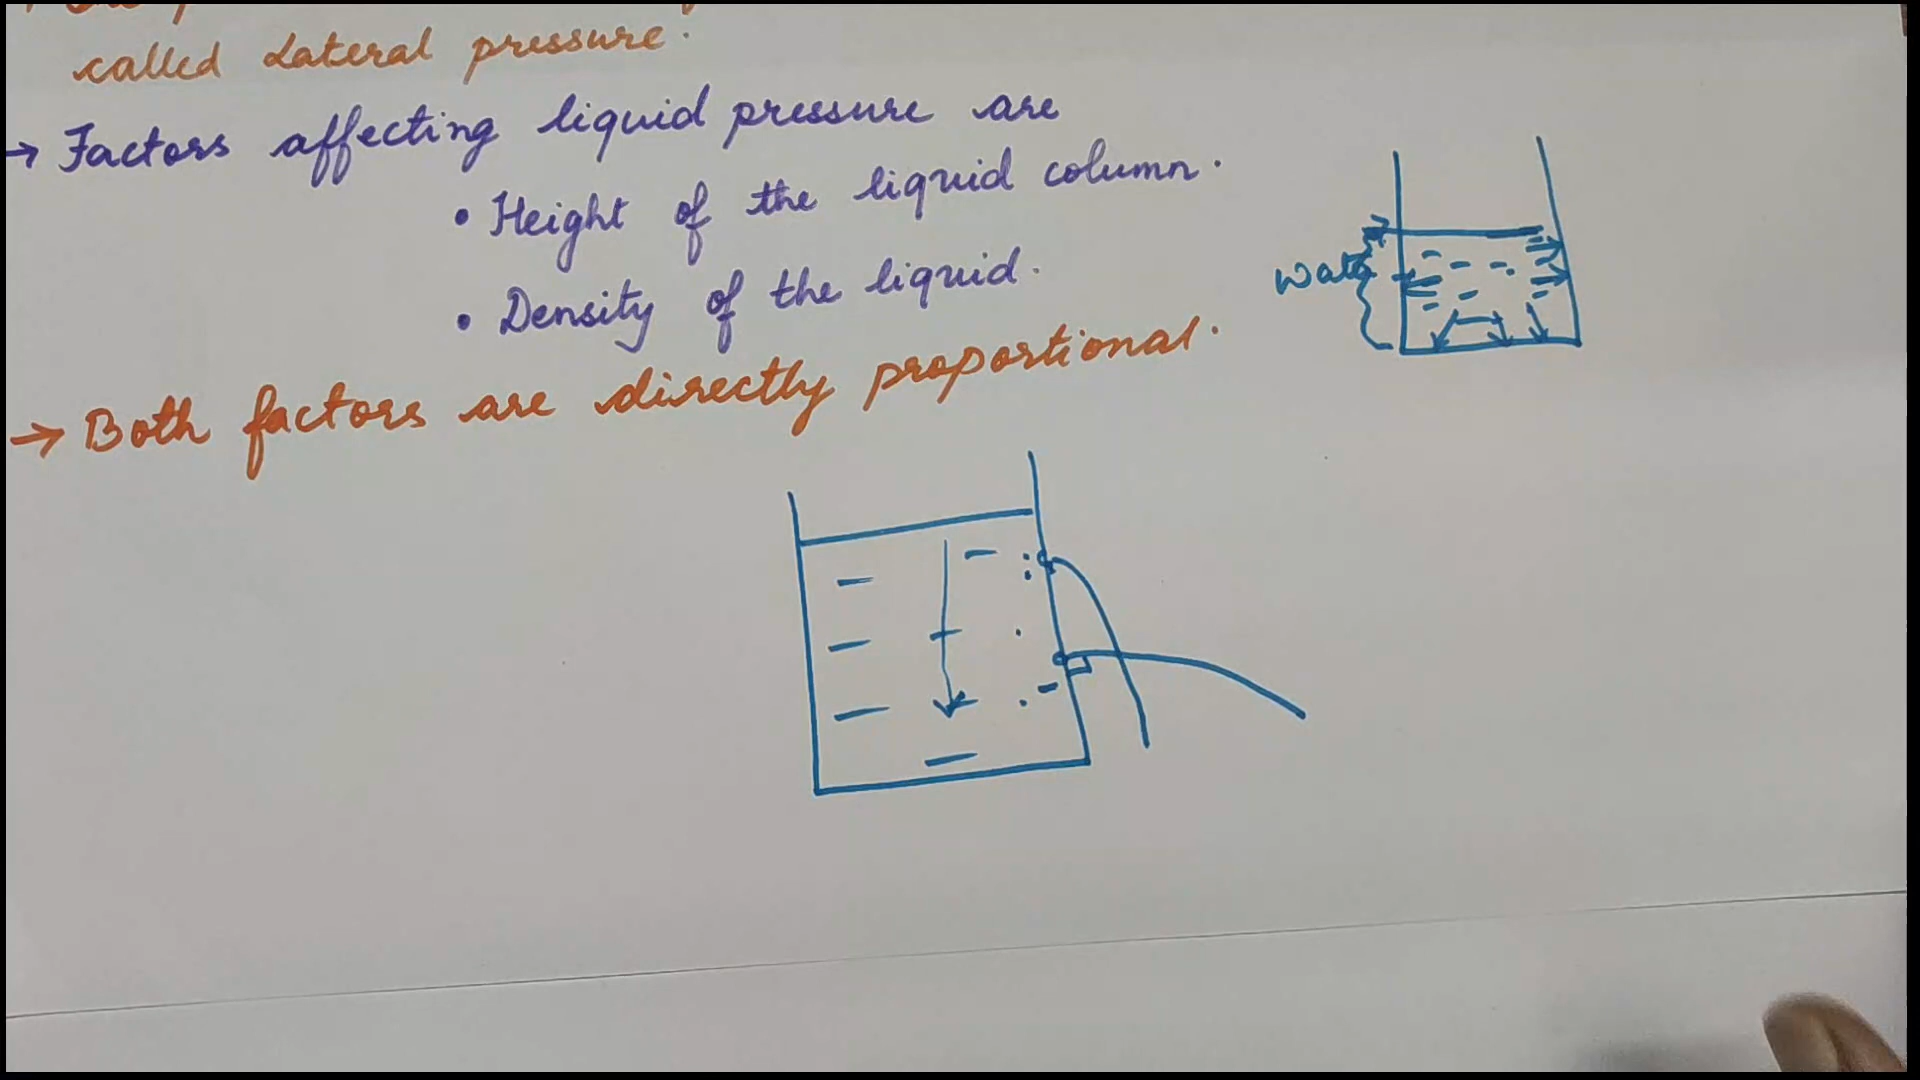 called Lateral pressure.
→ Factors affecting liquid pressure are
• Height of the liquid column.
• Density of the liquid.
→ Both factors are directly proportional.
Water